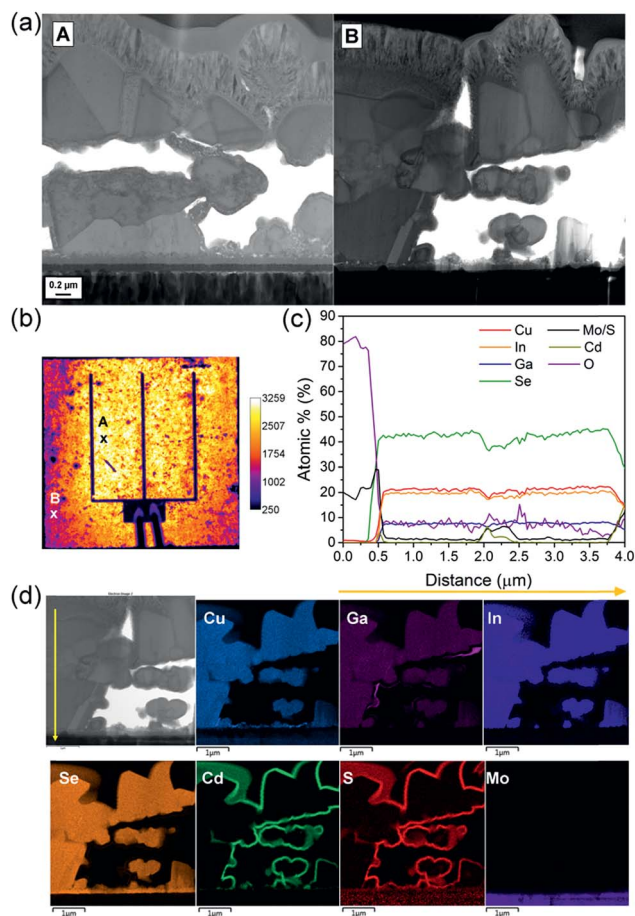 (a)
A
B
0.2 μm
(b)
A
x
B
x
3259
2507
1754
1002
250
(c)
Atomic % (%)
90
80
70
60
50
40
30
20
10
0
Cu
In
Ga
Se
Mo/S
Cd
O
0.0 0.5 1.0 1.5 2.0 2.5 3.0 3.5 4.0
Distance (μm)
(d)
Cu
Ga
In
1μm
1μm
1μm
Se
Cd
S
Mo
1μm
1μm
1μm
1μm